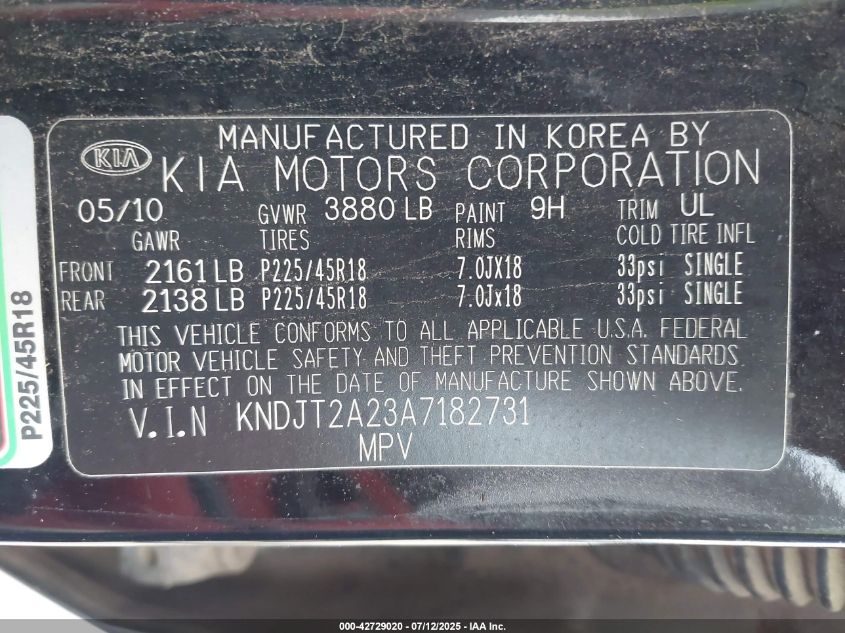 MANUFACTURED IN KOREA BY
KIA
KIA MOTORS CORPORATION
05/10 GVWR 3880 LB PAINT 9H TRIM UL
GAWR TIRES RIMS COLD TIRE INFL
FRONT 2161 LB P225/45R18 7.0JX18 33psi SINGLE
REAR 2138 LB P225/45R18 7.0Jx18 33psi SINGLE
THIS VEHICLE CONFORMS TO ALL APPLICABLE U.S.A. FEDERAL
MOTOR VEHICLE SAFETY AND THEFT PREVENTION STANDARDS
IN EFFECT ON THE DATE OF MANUFACTURE SHOWN ABOVE.
V.I.N KNDJT2A23A7182731
MPV
P225/45R18
000-42729020 - 07/12/2025 - IAA Inc.